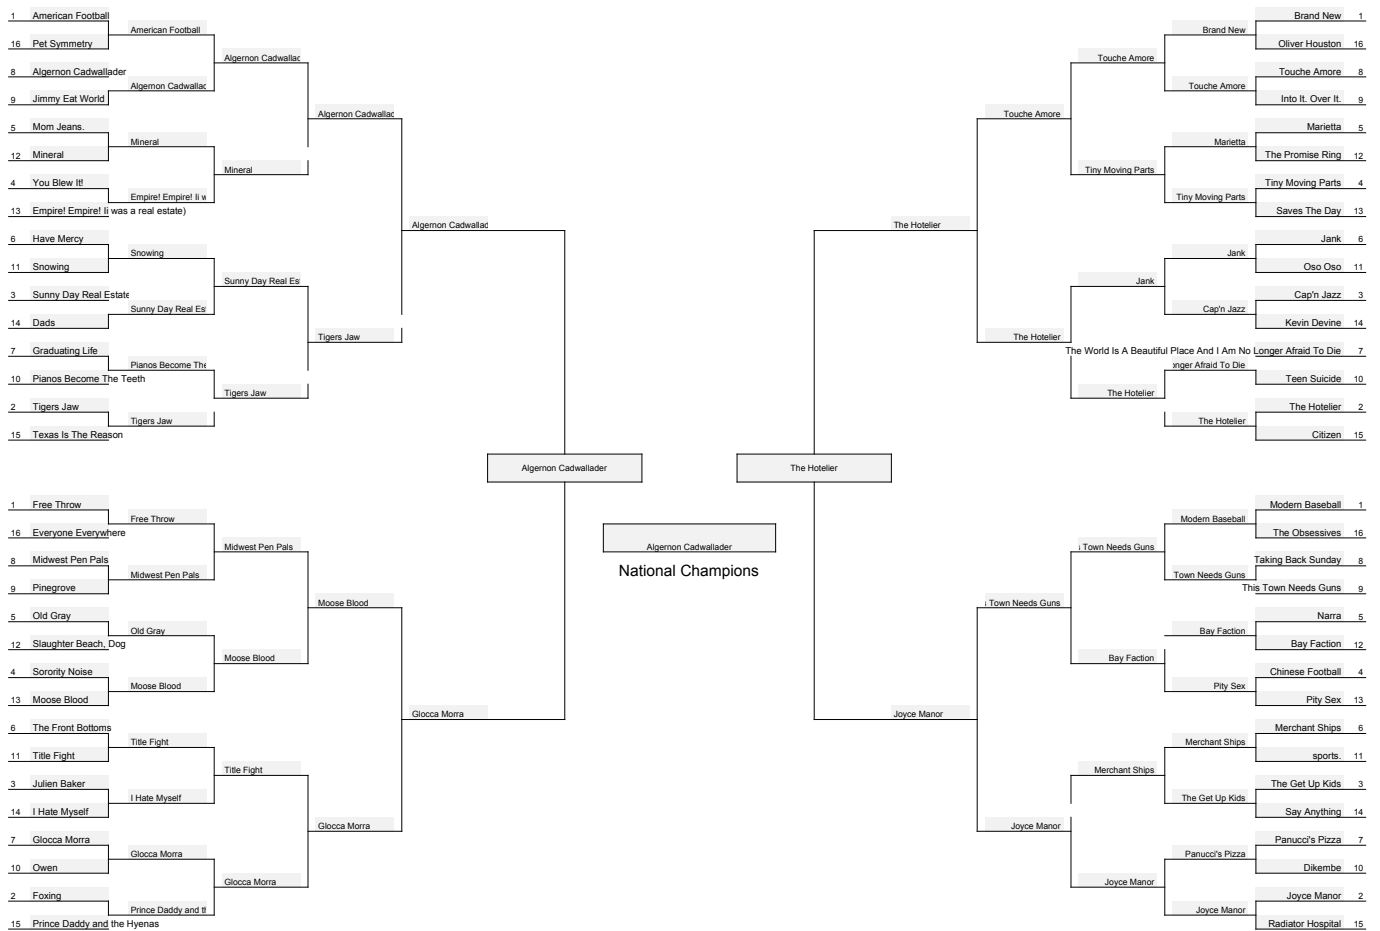 1 American Football
16 Pet Symmetry
8 Algernon Cadwallader
9 Jimmy Eat World
5 Mom Jeans.
12 Mineral
4 You Blew It!
13 Empire! Empire! Ii was a real estate)
6 Have Mercy
11 Snowing
3 Sunny Day Real Estate
14 Dads
7 Graduating Life
10 Pianos Become The Teeth
2 Tigers Jaw
15 Texas Is The Reason
American Football
Algernon Cadwallac
Mineral
Empire! Empire! Ii w
Snowing
Sunny Day Real Es
Pianos Become The
Tigers Jaw
Algernon Cadwallac
Mineral
Sunny Day Real Es
Tigers Jaw
Algernon Cadwallac
Tigers Jaw
Algernon Cadwallad
1 Free Throw
16 Everyone Everywhere
8 Midwest Pen Pals
9 Pinegrove
5 Old Gray
12 Slaughter Beach, Dog
4 Sorority Noise
13 Moose Blood
6 The Front Bottoms
11 Title Fight
3 Julien Baker
14 I Hate Myself
7 Glocca Morra
10 Owen
2 Foxing
15 Prince Daddy and the Hyenas
Free Throw
Midwest Pen Pals
Old Gray
Moose Blood
Title Fight
I Hate Myself
Glocca Morra
Prince Daddy and th
Midwest Pen Pals
Moose Blood
Title Fight
Glocca Morra
Moose Blood
Glocca Morra
Glocca Morra
Algernon Cadwallader
The Hotelier
Algernon Cadwallader
National Champions
Brand New 1
Oliver Houston 16
Touche Amore 8
Into It. Over It. 9
Marietta 5
The Promise Ring 12
Tiny Moving Parts 4
Saves The Day 13
Jank 6
Oso Oso 11
Cap'n Jazz 3
Kevin Devine 14
The World Is A Beautiful Place And I Am No Longer Afraid To Die 7
Teen Suicide 10
The Hotelier 2
Citizen 15
Brand New
Touche Amore
Marietta
Tiny Moving Parts
Jank
Cap'n Jazz
onger Afraid To Die
The Hotelier
Touche Amore
Tiny Moving Parts
Jank
The Hotelier
Touche Amore
The Hotelier
The Hotelier
Modern Baseball 1
The Obsessives 16
Taking Back Sunday 8
This Town Needs Guns 9
Narra 5
Bay Faction 12
Chinese Football 4
Pity Sex 13
Merchant Ships 6
sports. 11
The Get Up Kids 3
Say Anything 14
Panucci's Pizza 7
Dikembe 10
Joyce Manor 2
Radiator Hospital 15
Modern Baseball
Town Needs Guns
Bay Faction
Pity Sex
Merchant Ships
The Get Up Kids
Panucci's Pizza
Joyce Manor
s Town Needs Guns
Bay Faction
Merchant Ships
Joyce Manor
s Town Needs Guns
Joyce Manor
Joyce Manor